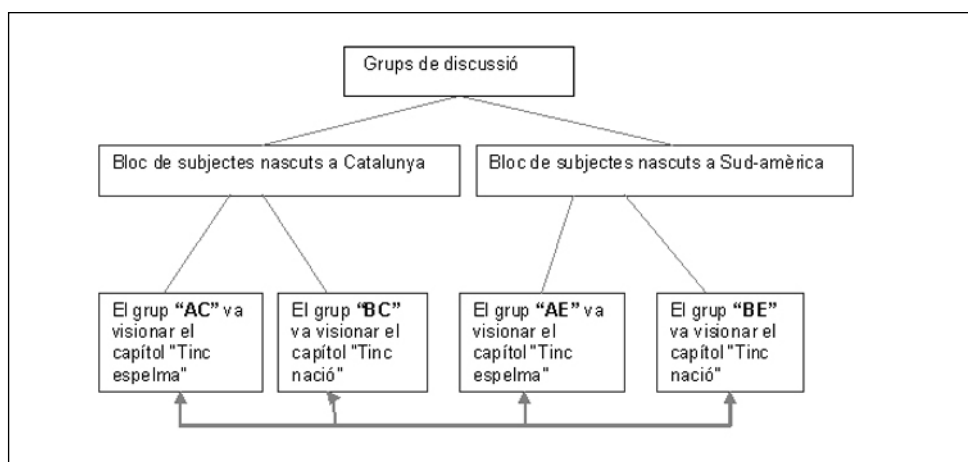 Grups de discussió
Bloc de subjectes nascuts a Catalunya
Bloc de subjectes nascuts a Sud-amèrica
El grup “AC” va
visionar el
capítol "Tinc
espelma"
El grup “BC”
va visionar el
capítol "Tinc
nació"
El grup “AE” va
visionar el
capítol "Tinc
espelma"
El grup “BE”
va visionar el
capítol "Tinc
nació"